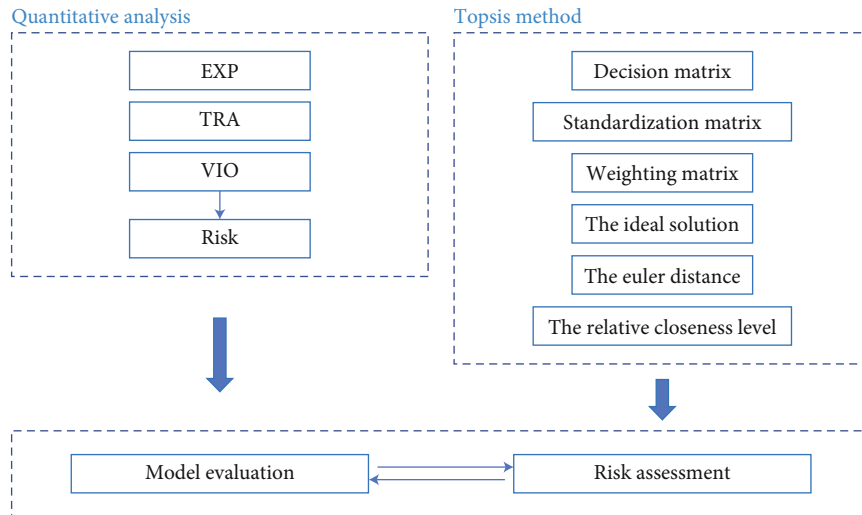 Quantitative analysis
EXP
TRA
VIO
Risk
Topsis method
Decision matrix
Standardization matrix
Weighting matrix
The ideal solution
The euler distance
The relative closeness level
Model evaluation
Risk assessment